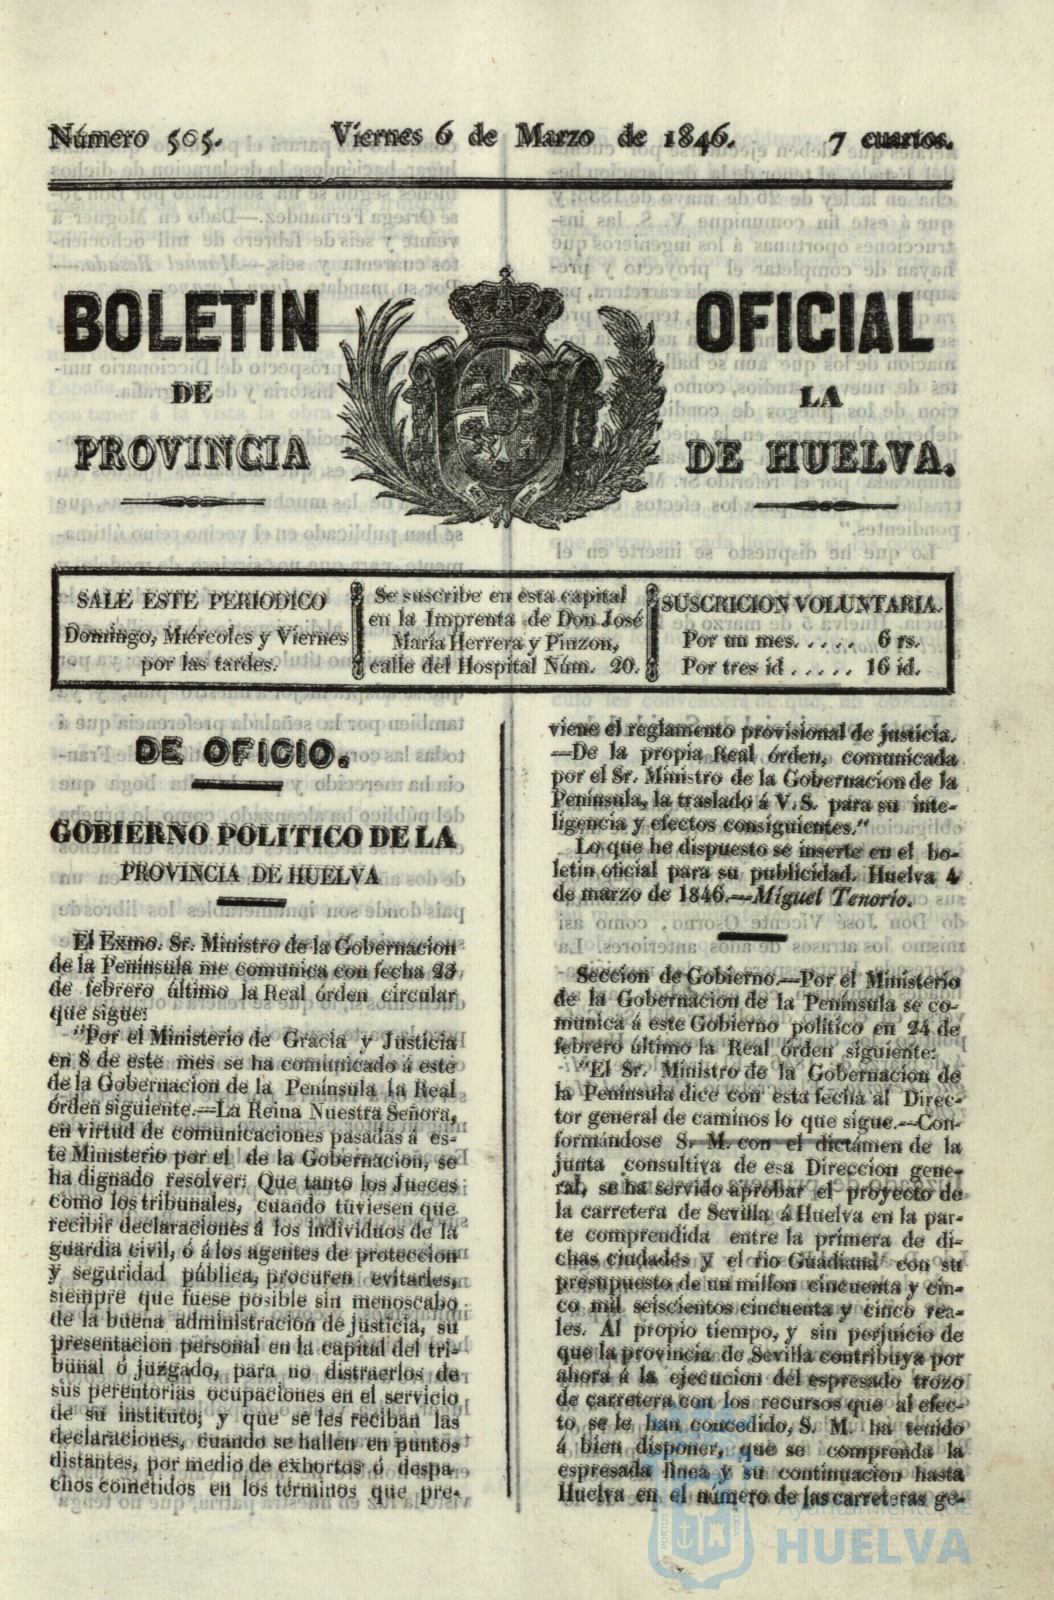 Número 505. Viernes 6 de Marzo de 1846. 7 cuartos.
BOLETIN OFICIAL
DE LA
PROVINCIA DE HUELVA.
SALE ESTE PERIODICO
Domingo, Miércoles y Viernes
por las tardes.
Se suscribe en esta capital
en la Imprenta de Don José
María Herrera y Pinzon,
calle del Hospital Núm. 20.
SUSCRICION VOLUNTARIA.
Por un mes. . . . . 6 rs.
Por tres id . . . . . 16 id.
DE OFICIO.
GOBIERNO POLITICO DE LA
PROVINCIA DE HUELVA
El Exmo. Sr. Ministro de la Gobernacion
de la Península me comunica con fecha 23
de febrero último la Real órden circular
que sigue:
"Por el Ministerio de Gracia y Justicia
en 8 de este mes se ha comunicado á este
de la Gobernacion de la Península la Real
órden siguiente.—La Reina Nuestra Señora,
en virtud de comunicaciones pasadas á es-
te Ministerio por el de la Gobernacion, se
ha dignado resolver: Que tanto los Jueces
como los tribunales, cuando tuviesen que
recibir declaraciones á los individuos de la
guardia civil, ó á los agentes de proteccion
y seguridad pública, procuren evitarles,
siempre que fuese posible sin menoscabo
de la buena administracion de justicia, su
presentacion personal en la capital del tri-
bunal ó juzgado, para no distraerlos de
sus perentorias ocupaciones en el servicio
de su instituto; y que se les reciban las
declaraciones, cuando se hallen en puntos
distantes, por medio de exhortos ó despa
chos cometidos en los términos que pre-
viene el reglamento provisional de justicia.
—De la propia Real órden, comunicada
por el Sr. Ministro de la Gobernacion de la
Península, la traslado á V. S. para su inte-
ligencia y efectos consiguientes."
Lo que he dispuesto se inserte en el bo-
letin oficial para su publicidad. Huelva 4
de marzo de 1846.—Miguel Tenorio.
Seccion de Gobierno.—Por el Ministerio
de la Gobernacion de la Península se co-
munica á este Gobierno político en 24 de
febrero último la Real órden siguiente:
"El Sr. Ministro de la Gobernacion de
la Península dice con esta fecha al Direc-
tor general de caminos lo que sigue.—Con-
formándose S. M. con el dictámen de la
junta consultiva de esa Direccion gene-
ral, se ha servido aprobar el proyecto de
la carretera de Sevilla á Huelva en la par-
te comprendida entre la primera de di-
chas ciudades y el rio Guadiana con su
presupuesto de un millon cincuenta y cin-
co mil seiscientos cincuenta y cinco rea-
les. Al propio tiempo, y sin perjuicio de
que la provincia de Sevilla contribuya por
ahora á la ejecucion del espresado trozo
de carretera con los recursos que al efec-
to, se le han concedido, S. M. ha tenido
á bien disponer, que se comprenda la
espresada linea y su continuacion hasta
Huelva en el número de las carreteras ge-
Ayuntamiento de
HUELVA